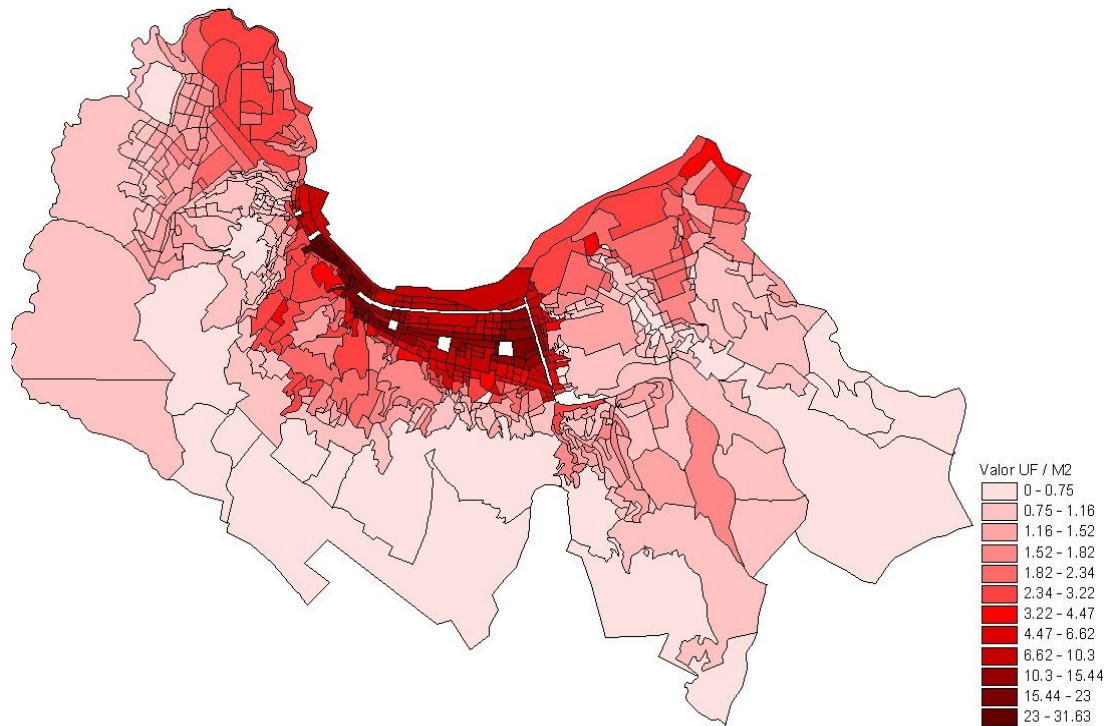 Valor UF / M2
0 - 0.75
0.75 - 1.16
1.16 - 1.52
1.52 - 1.82
1.82 - 2.34
2.34 - 3.22
3.22 - 4.47
4.47 - 6.62
6.62 - 10.3
10.3 - 15.44
15.44 - 23
23 - 31.63